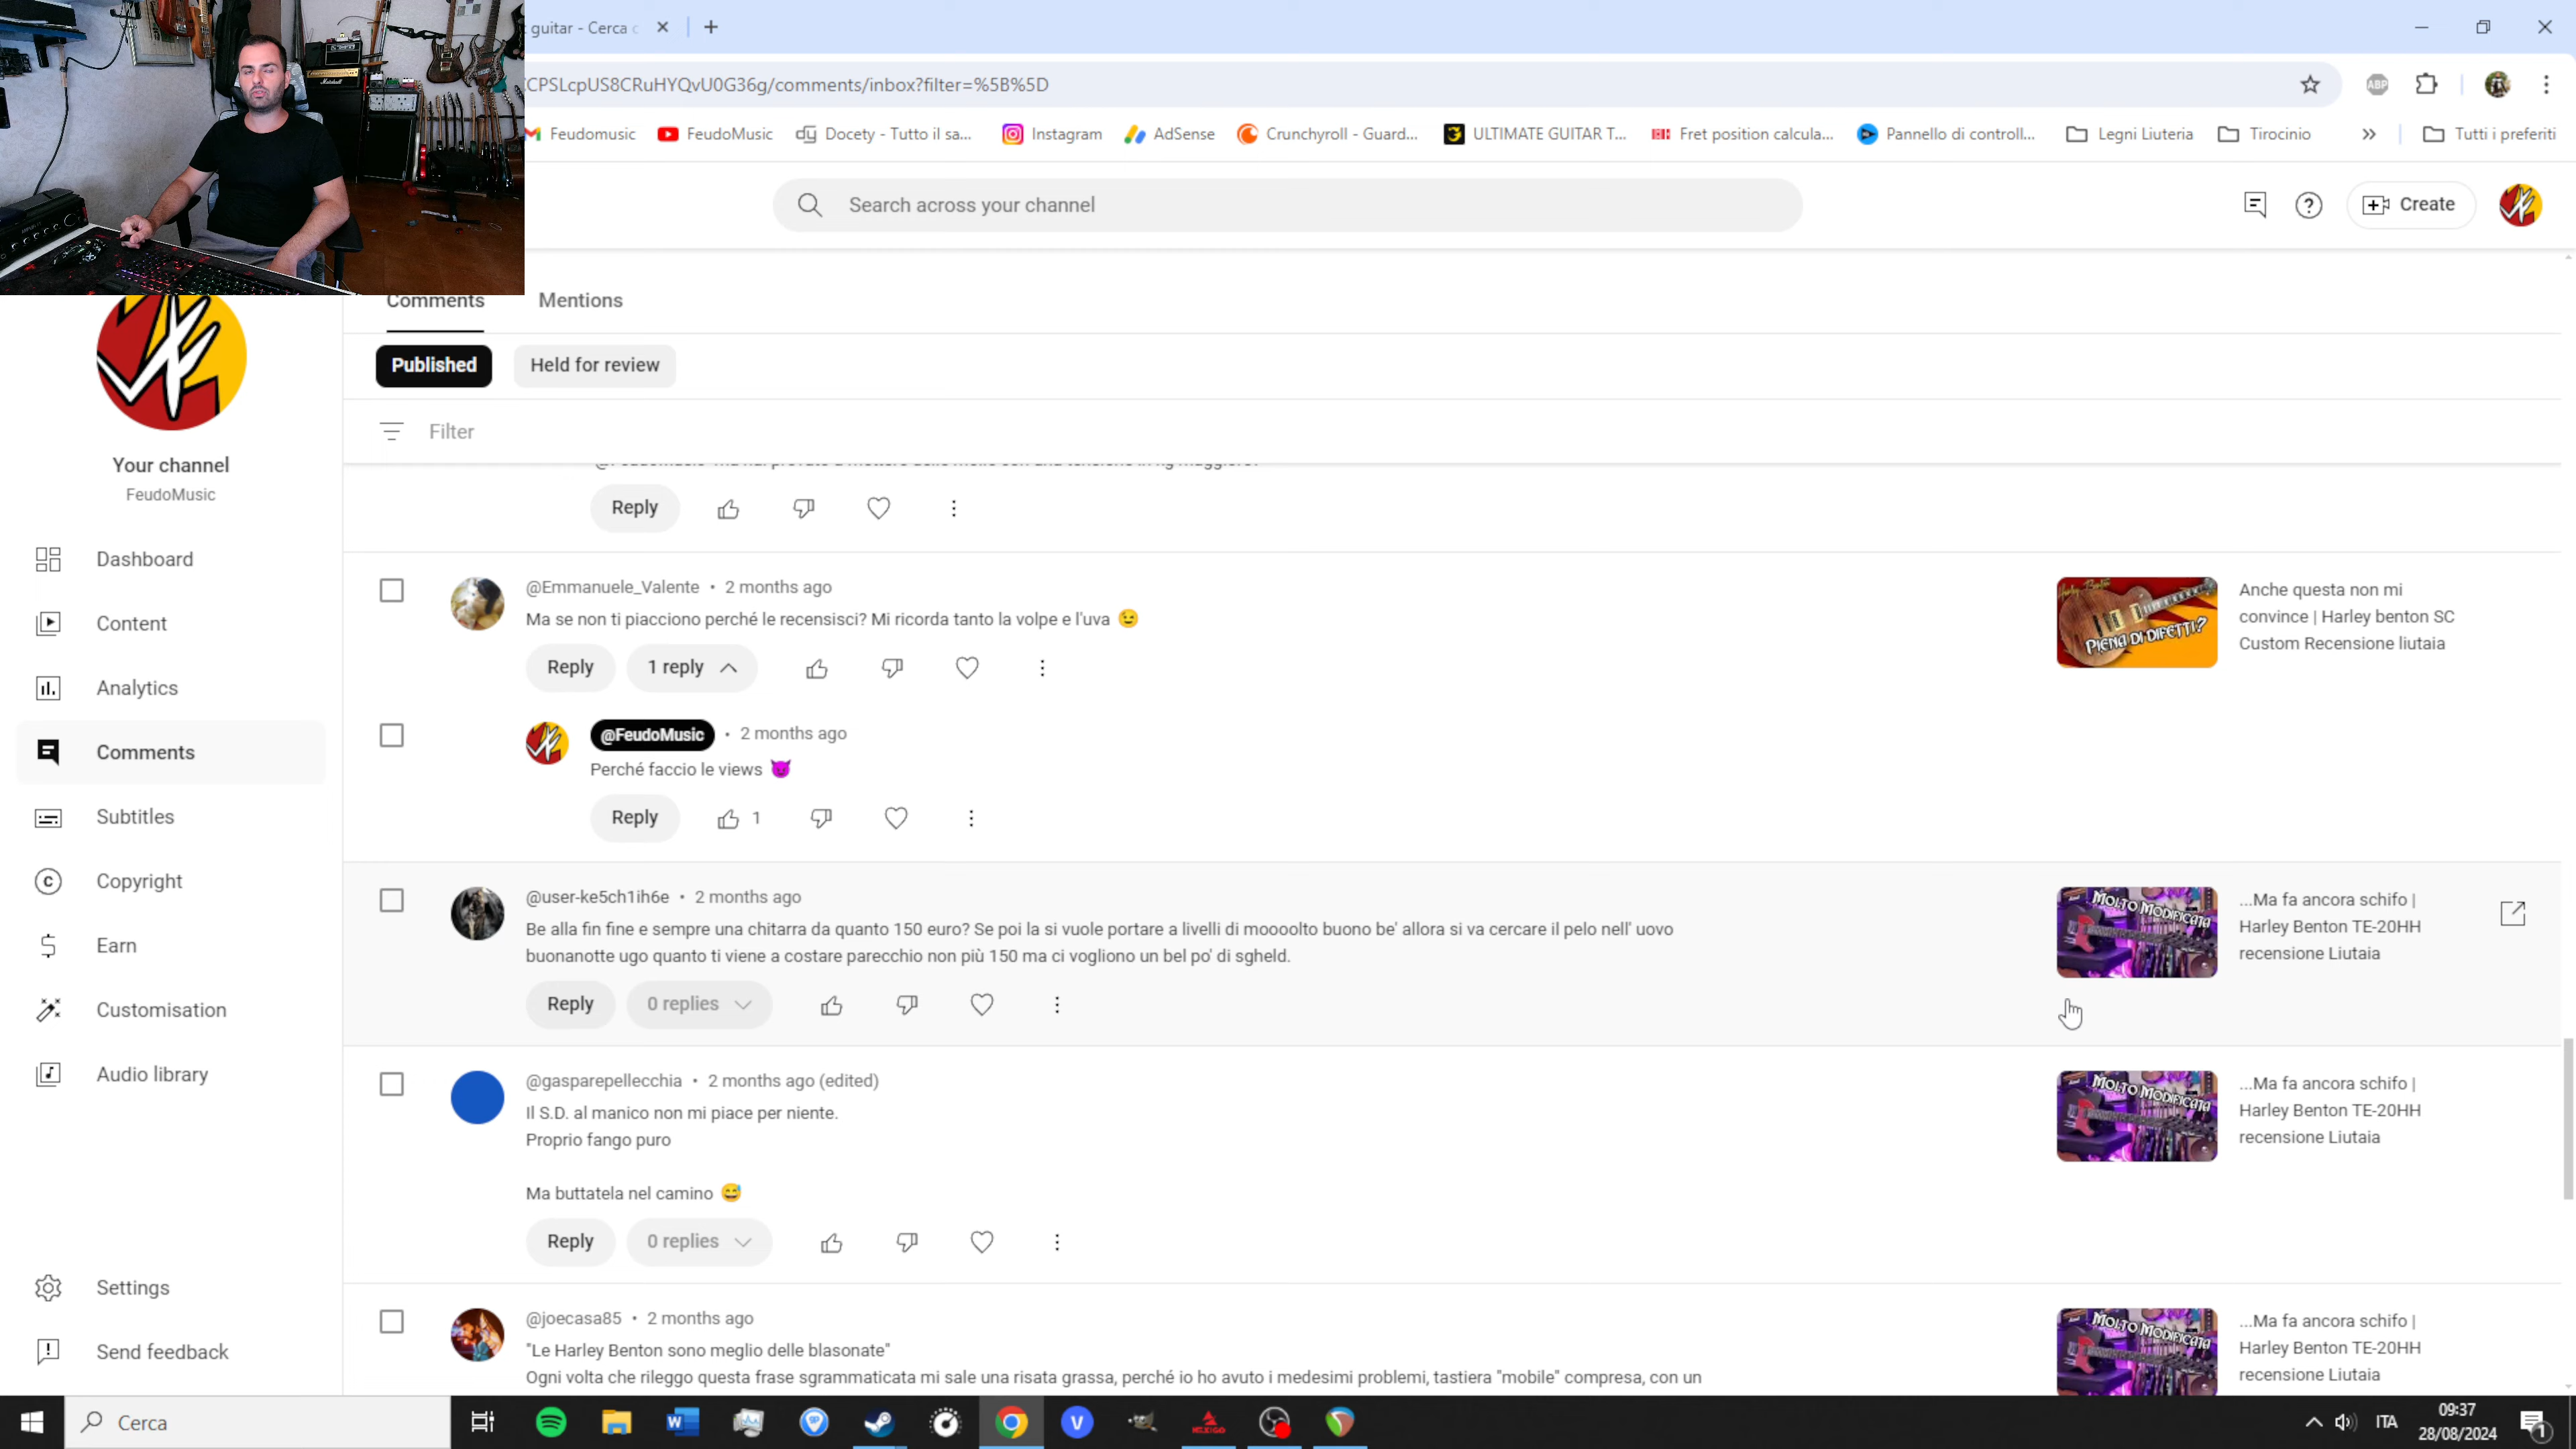 guitar - Cerca c
CPSLcpUS8CRuHYQvU0G36g/comments/inbox?filter=%5B%5D
ABP
Feudomusic
FeudoMusic
Docety - Tutto il sa...
Instagram
AdSense
Crunchyroll - Guard...
ULTIMATE GUITAR T...
Fret position calcula...
Pannello di controll...
Legni Liuteria
Tirocinio
Tutti i preferiti
Search across your channel
Create
Comments
Mentions
Published
Held for review
Filter
Your channel
FeudoMusic
Dashboard
Content
Analytics
Comments
Subtitles
Copyright
Earn
Customisation
Audio library
Settings
Send feedback
Reply
@Emmanuele_Valente • 2 months ago
Ma se non ti piacciono perché le recensisci? Mi ricorda tanto la volpe e l'uva 😉
Reply
1 reply
Harley Benton
PIENA DI DIFETTI?
Anche questa non mi
convince | Harley benton SC
Custom Recensione liutaia
@FeudoMusic • 2 months ago
Perché faccio le views 😈
Reply
1
@user-ke5ch1ih6e • 2 months ago
Be alla fin fine e sempre una chitarra da quanto 150 euro? Se poi la si vuole portare a livelli di moooolto buono be' allora si va cercare il pelo nell' uovo
buonanotte ugo quanto ti viene a costare parecchio non più 150 ma ci vogliono un bel po' di sgheld.
Reply
0 replies
MOLTO MODIFICATA
...Ma fa ancora schifo |
Harley Benton TE-20HH
recensione Liutaia
@gasparepellecchia • 2 months ago (edited)
Il S.D. al manico non mi piace per niente.
Proprio fango puro
Ma buttatela nel camino 😅
Reply
0 replies
MOLTO MODIFICATA
...Ma fa ancora schifo |
Harley Benton TE-20HH
recensione Liutaia
@joecasa85 • 2 months ago
"Le Harley Benton sono meglio delle blasonate"
Ogni volta che rileggo questa frase sgrammaticata mi sale una risata grassa, perché io ho avuto i medesimi problemi, tastiera "mobile" compresa, con un
MOLTO MODIFICATA
...Ma fa ancora schifo |
Harley Benton TE-20HH
recensione Liutaia
Cerca
ITA
09:37
28/08/2024
1